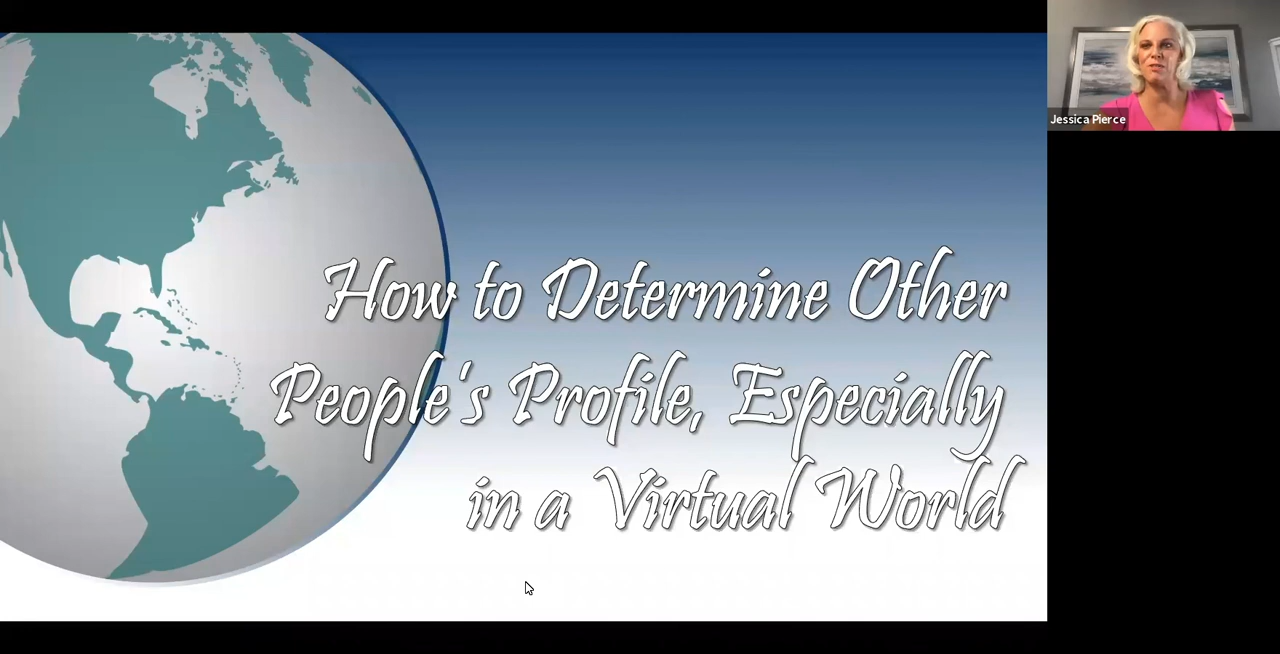 How to Determine Other
People's Profile, Especially
in a Virtual World
Jessica Pierce